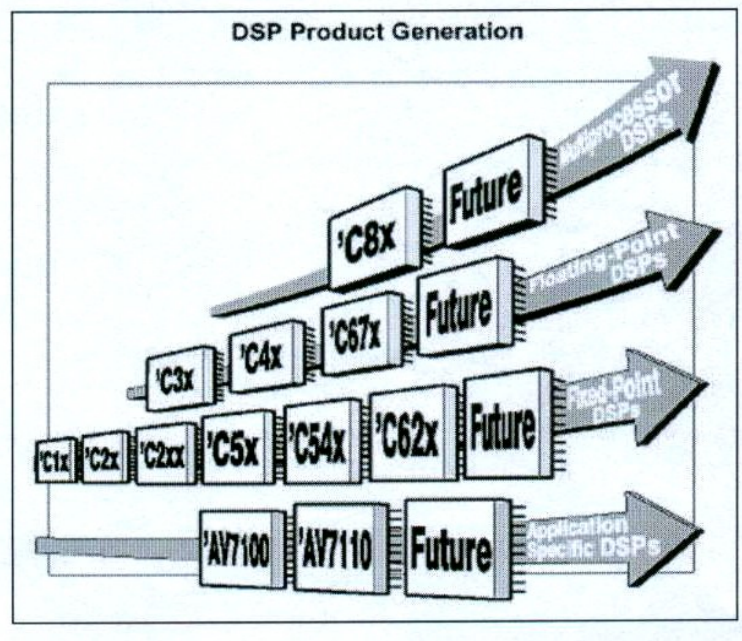 DSP Product Generation
Multiprocessor
DSPs
'C8x
Future
Floating-Point
DSPs
'C3x
'C4x
'C67x
Future
Fixed-Point
DSPs
'C1x
'C2x
'C2xx
'C5x
'C54x
'C62x
Future
Application
Specific DSPs
'AV7100
'AV7110
Future